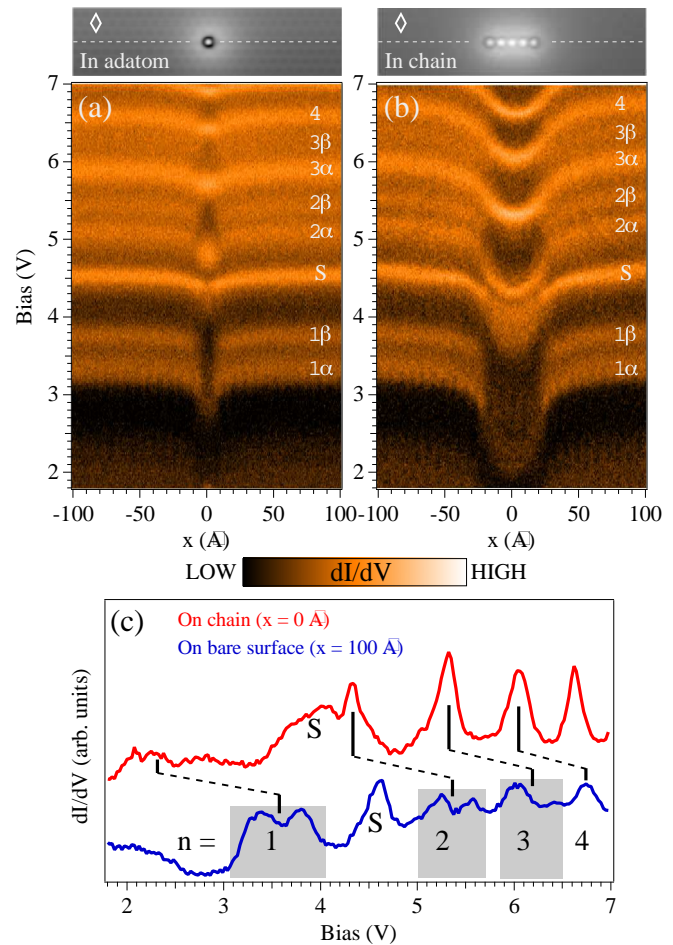 In adatom
In chain
(a)
(b)
7
6
5
4
3
2
Bias (V)
4
3β
3α
2β
2α
S
1β
1α
4
3β
3α
2β
2α
S
1β
1α
-100 -50 0 50 100
-100 -50 0 50 100
x (Å)
x (Å)
LOW dI/dV HIGH
(c)
On chain (x = 0 Å)
On bare surface (x = 100 Å)
dI/dV (arb. units)
S
S
n = 1 2 3 4
2 3 4 5 6 7
Bias (V)